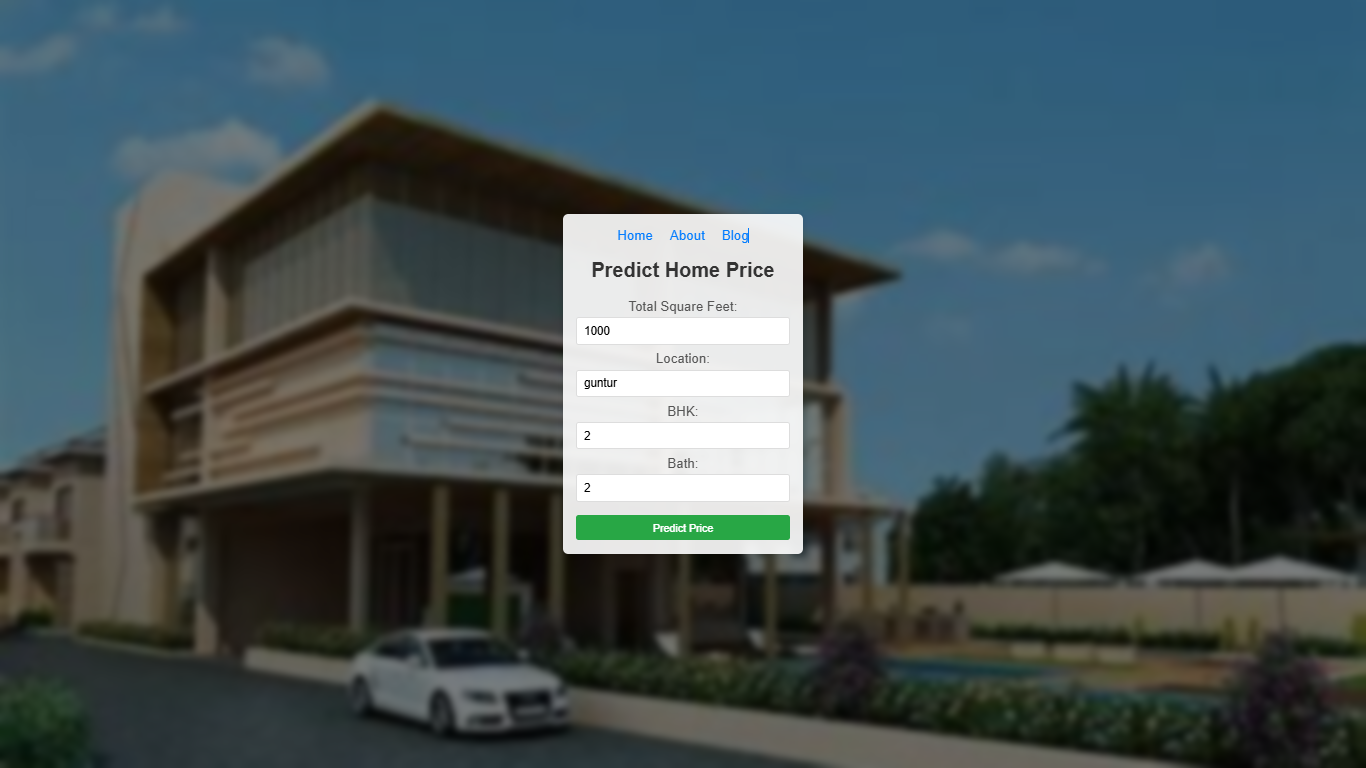 Home About Blog
Predict Home Price
Total Square Feet:
1000
Location:
guntur
BHK:
2
Bath:
2
Predict Price